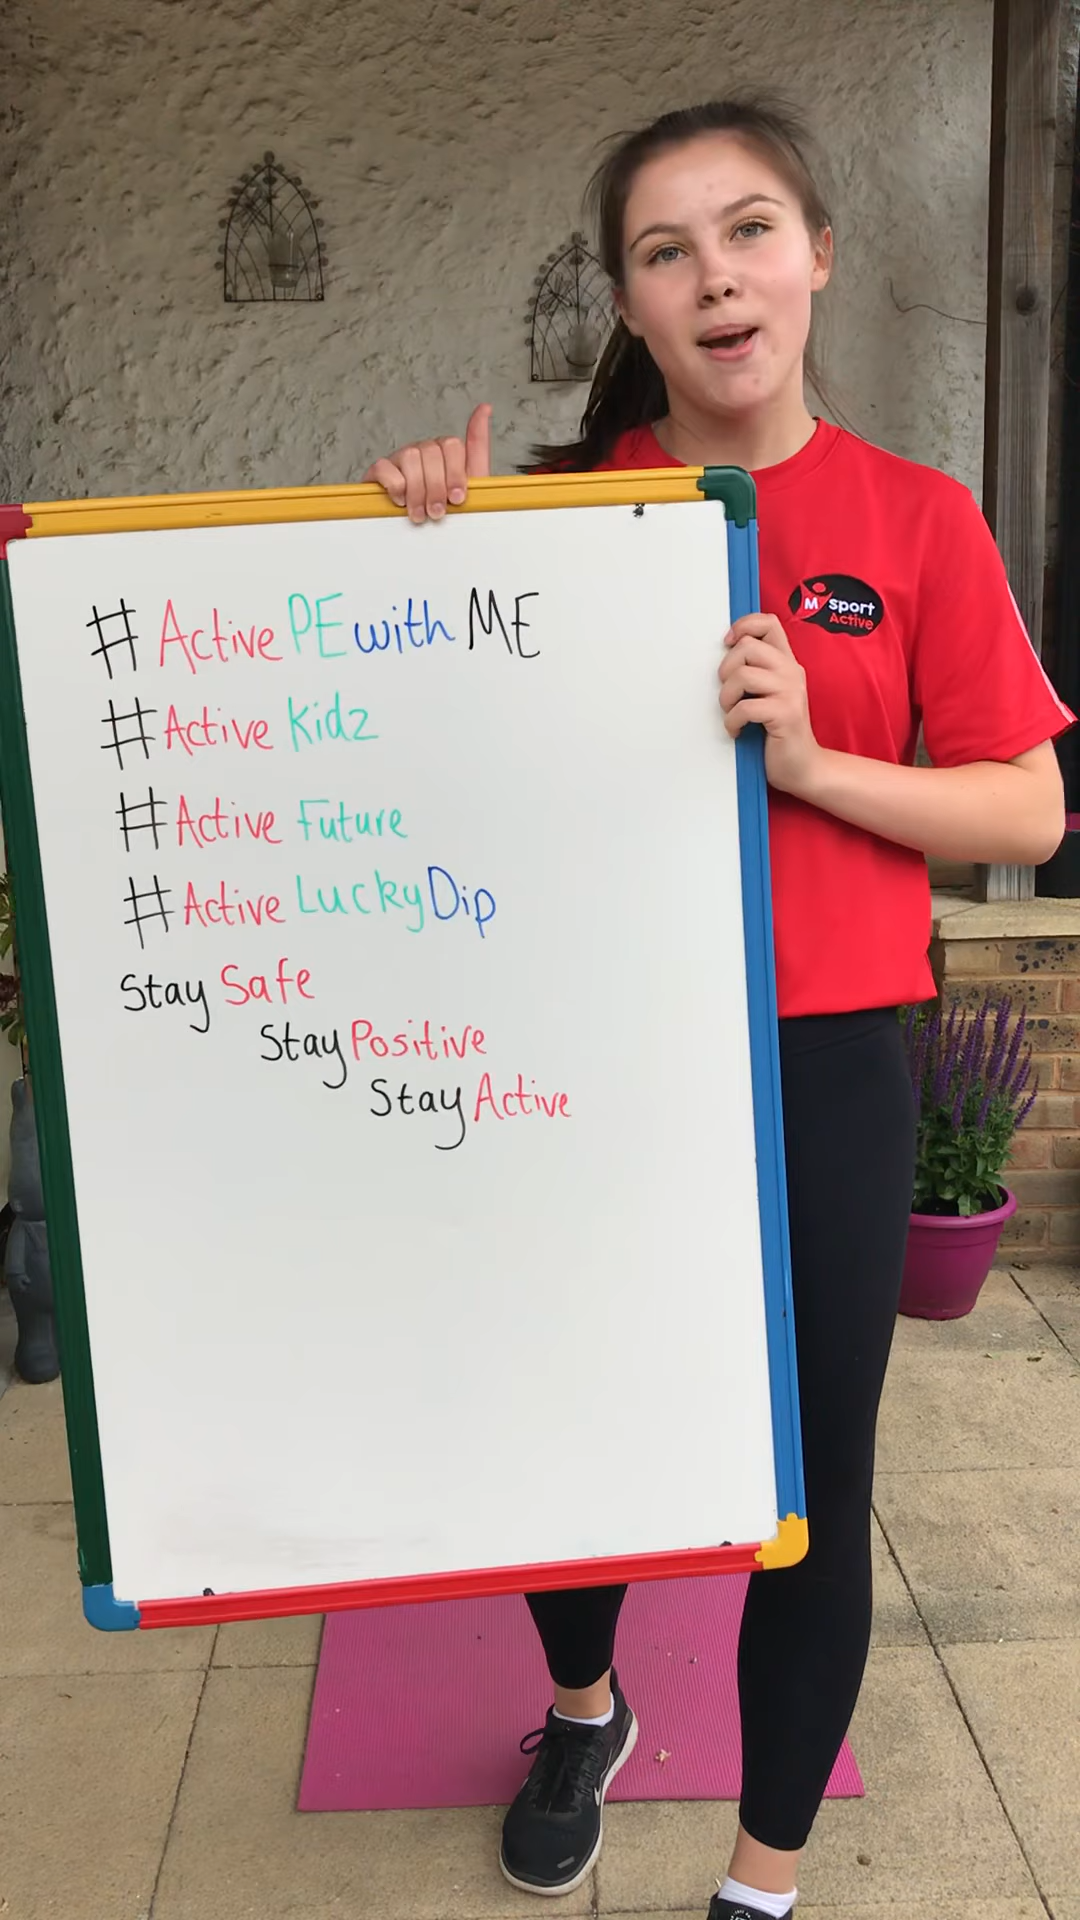 #ActivePEwithME
#ActiveKidz
#ActiveFuture
#ActiveLuckyDip
Stay Safe
Stay Positive
Stay Active
M sport
Active